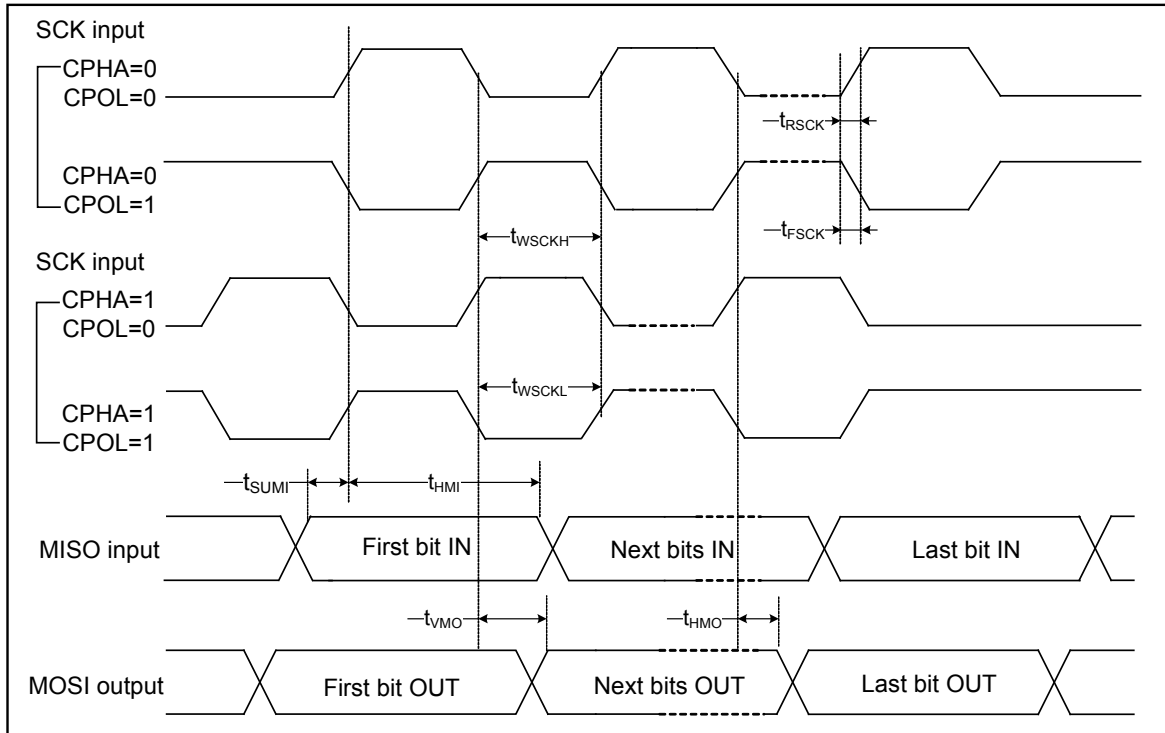 SCK input
CPHA=0
CPOL=0
tRSCK
CPHA=0
CPOL=1
tFSCK
tWSCKH
SCK input
CPHA=1
CPOL=0
tWSCKL
CPHA=1
CPOL=1
tSUMI
tHMI
MISO input
First bit IN
Next bits IN
Last bit IN
tVMO
tHMO
MOSI output
First bit OUT
Next bits OUT
Last bit OUT